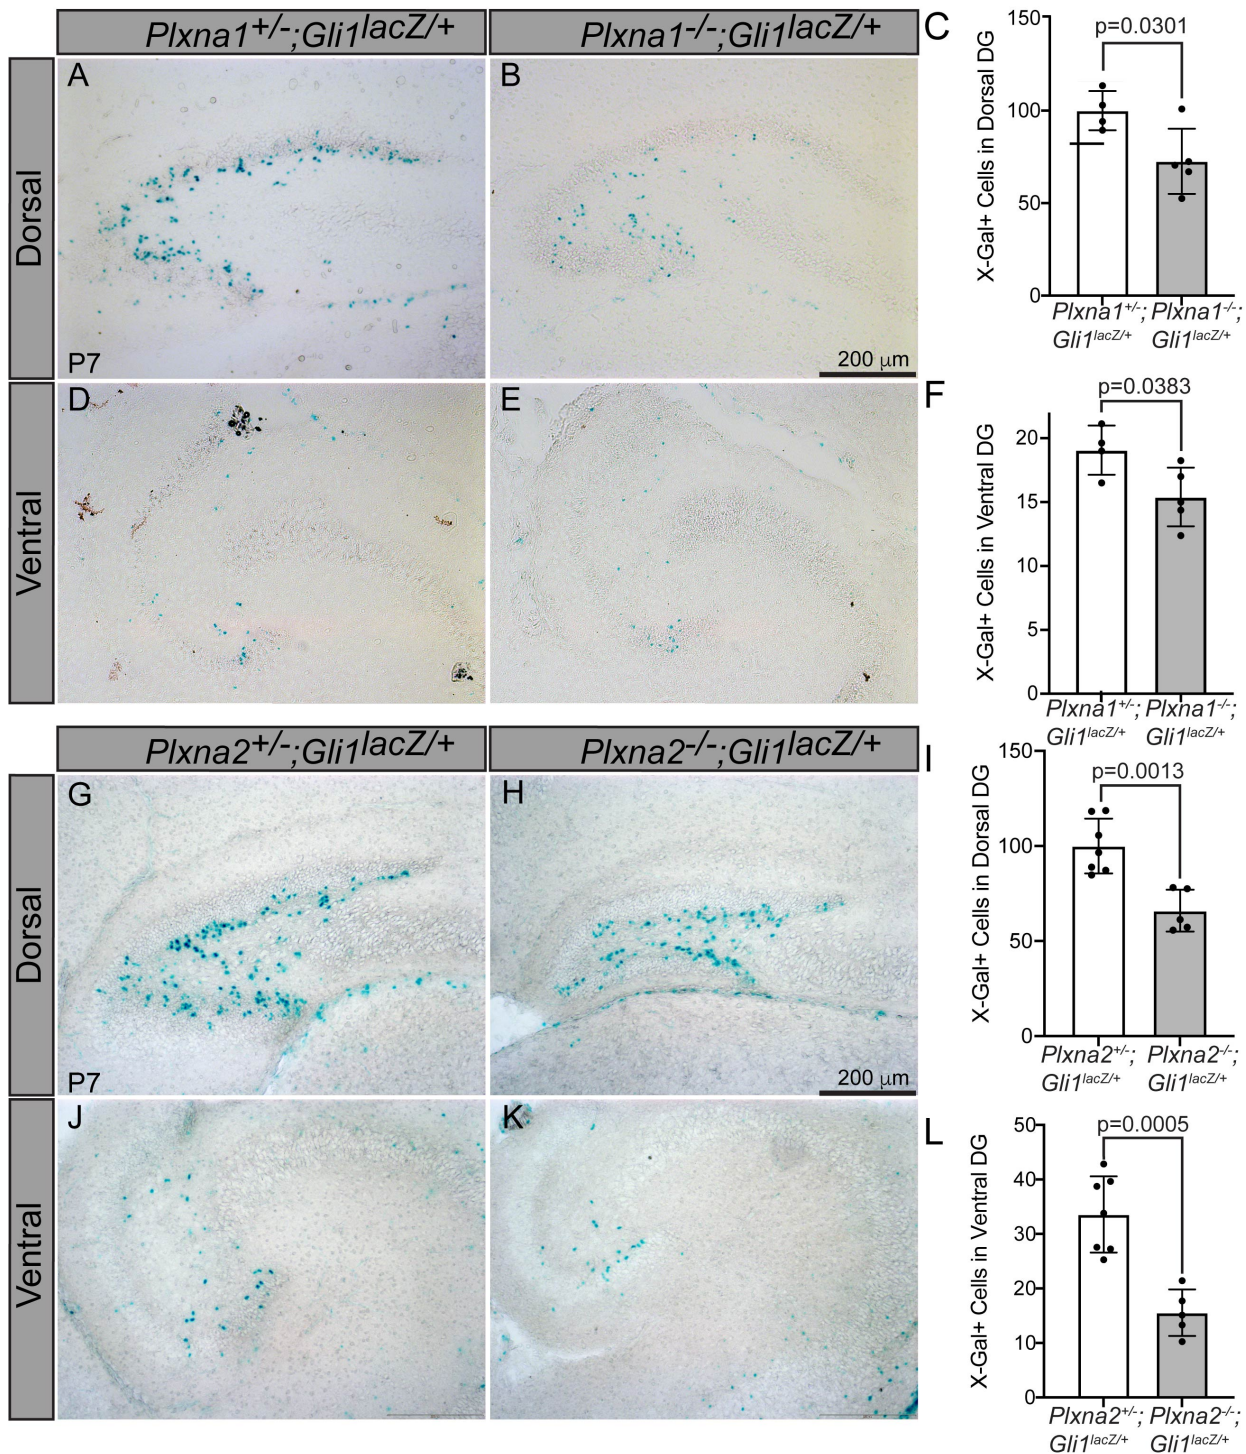 Plxna1+/-;Gli1lacZ/+
Plxna1-/-;Gli1lacZ/+
Dorsal
A
P7
B
200 μm
C
X-Gal+ Cells in Dorsal DG
p=0.0301
150
100
50
0
Plxna1+/-;
Gli1lacZ/+
Plxna1-/-;
Gli1lacZ/+
Ventral
D
E
F
X-Gal+ Cells in Ventral DG
p=0.0383
20
15
10
5
0
Plxna1+/-;
Gli1lacZ/+
Plxna1-/-;
Gli1lacZ/+
Plxna2+/-;Gli1lacZ/+
Plxna2-/-;Gli1lacZ/+
Dorsal
G
P7
H
200 μm
I
X-Gal+ Cells in Dorsal DG
p=0.0013
150
100
50
0
Plxna2+/-;
Gli1lacZ/+
Plxna2-/-;
Gli1lacZ/+
Ventral
J
K
L
X-Gal+ Cells in Ventral DG
p=0.0005
50
40
30
20
10
0
Plxna2+/-;
Gli1lacZ/+
Plxna2-/-;
Gli1lacZ/+